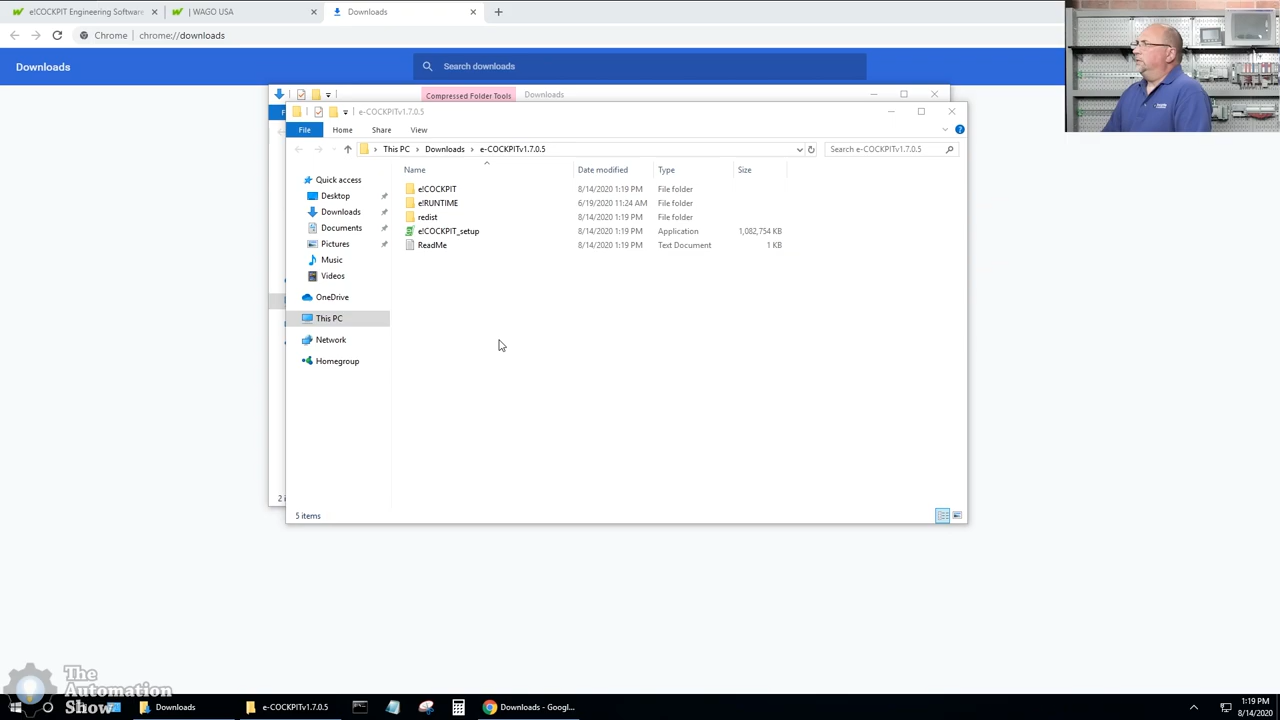 e!COCKPIT Engineering Software
| WAGO USA
Downloads
Chrome | chrome://downloads
Downloads
Search downloads
Compressed Folder Tools
Downloads
e-COCKPITv1.7.0.5
File
Home
Share
View
This PC
Downloads
e-COCKPITv1.7.0.5
Search e-COCKPITv1.7.0.5
Name
Date modified
Type
Size
Quick access
Desktop
Downloads
Documents
Pictures
Music
Videos
OneDrive
This PC
Network
Homegroup
e!COCKPIT 8/14/2020 1:19 PM File folder
e!RUNTIME 6/19/2020 11:24 AM File folder
redist 8/14/2020 1:19 PM File folder
e!COCKPIT_setup 8/14/2020 1:19 PM Application 1,082,754 KB
ReadMe 8/14/2020 1:19 PM Text Document 1 KB
5 items
The
Automation
Show
Downloads
e-COCKPITv1.7.0.5
Downloads - Googl...
1:19 PM
8/14/2020